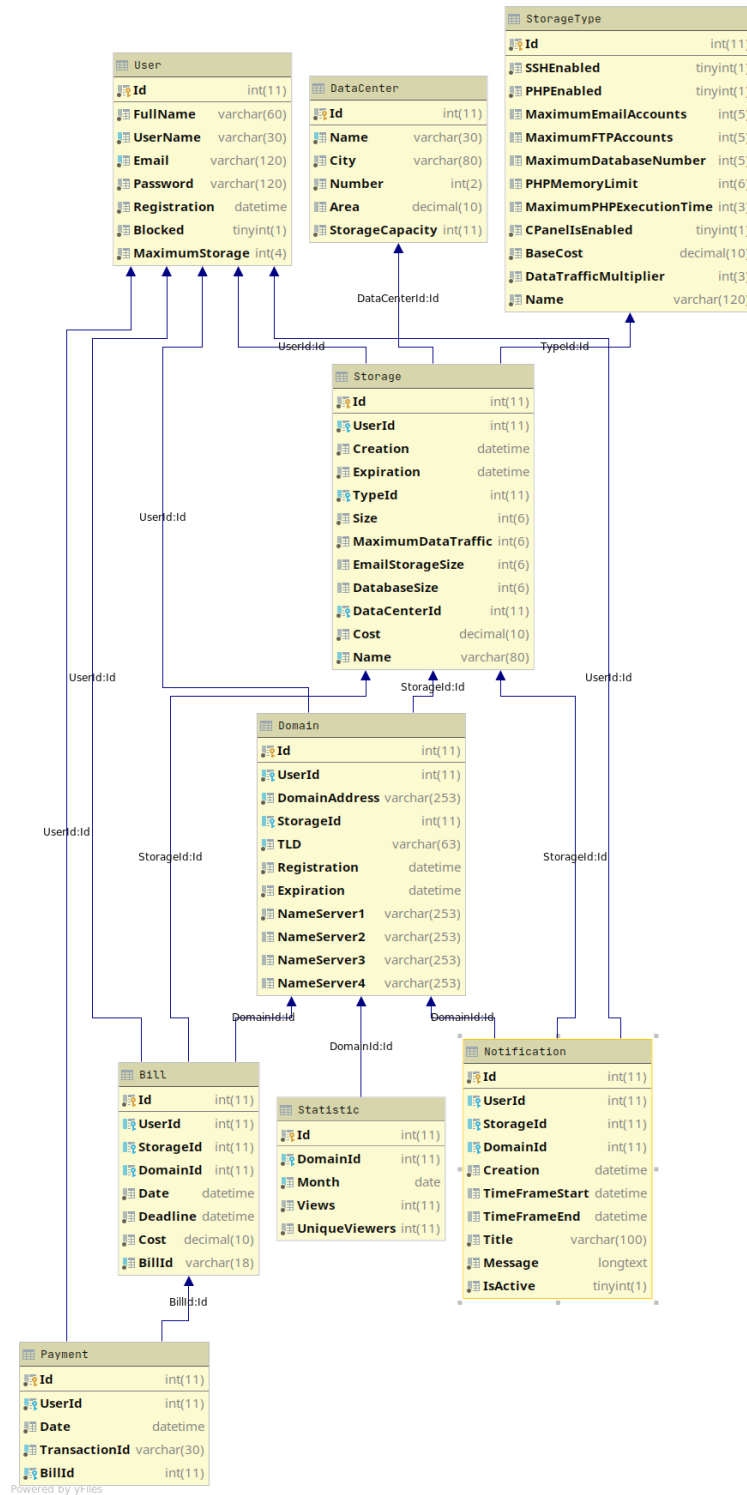 User
Id int(11)
FullName varchar(60)
UserName varchar(30)
Email varchar(120)
Password varchar(120)
Registration datetime
Blocked tinyint(1)
MaximumStorage int(4)
DataCenter
Id int(11)
Name varchar(30)
City varchar(80)
Number int(2)
Area decimal(10)
StorageCapacity int(11)
StorageType
Id int(11)
SSHEnabled tinyint(1)
PHPEnabled tinyint(1)
MaximumEmailAccounts int(5)
MaximumFTPAccounts int(5)
MaximumDatabaseNumber int(5)
PHPMemoryLimit int(6)
MaximumPHPExecutionTime int(3)
CPanelIsEnabled tinyint(1)
BaseCost decimal(10)
DataTrafficMultiplier int(3)
Name varchar(120)
DataCenterId:Id
UserId:Id
TypeId:Id
Storage
Id int(11)
UserId int(11)
Creation datetime
Expiration datetime
TypeId int(11)
Size int(6)
MaximumDataTraffic int(6)
EmailStorageSize int(6)
DatabaseSize int(6)
DataCenterId int(11)
Cost decimal(10)
Name varchar(80)
UserId:Id
UserId:Id
StorageId:Id
UserId:Id
Domain
Id int(11)
UserId int(11)
DomainAddress varchar(253)
StorageId int(11)
TLD varchar(63)
Registration datetime
Expiration datetime
NameServer1 varchar(253)
NameServer2 varchar(253)
NameServer3 varchar(253)
NameServer4 varchar(253)
UserId:Id
StorageId:Id
StorageId:Id
DomainId:Id
DomainId:Id
DomainId:Id
Bill
Id int(11)
UserId int(11)
StorageId int(11)
DomainId int(11)
Date datetime
Deadline datetime
Cost decimal(10)
BillId varchar(18)
Statistic
Id int(11)
DomainId int(11)
Month date
Views int(11)
UniqueViewers int(11)
Notification
Id int(11)
UserId int(11)
StorageId int(11)
DomainId int(11)
Creation datetime
TimeFrameStart datetime
TimeFrameEnd datetime
Title varchar(100)
Message longtext
IsActive tinyint(1)
BillId:Id
Payment
Id int(11)
UserId int(11)
Date datetime
TransactionId varchar(30)
BillId int(11)
Powered by yFiles